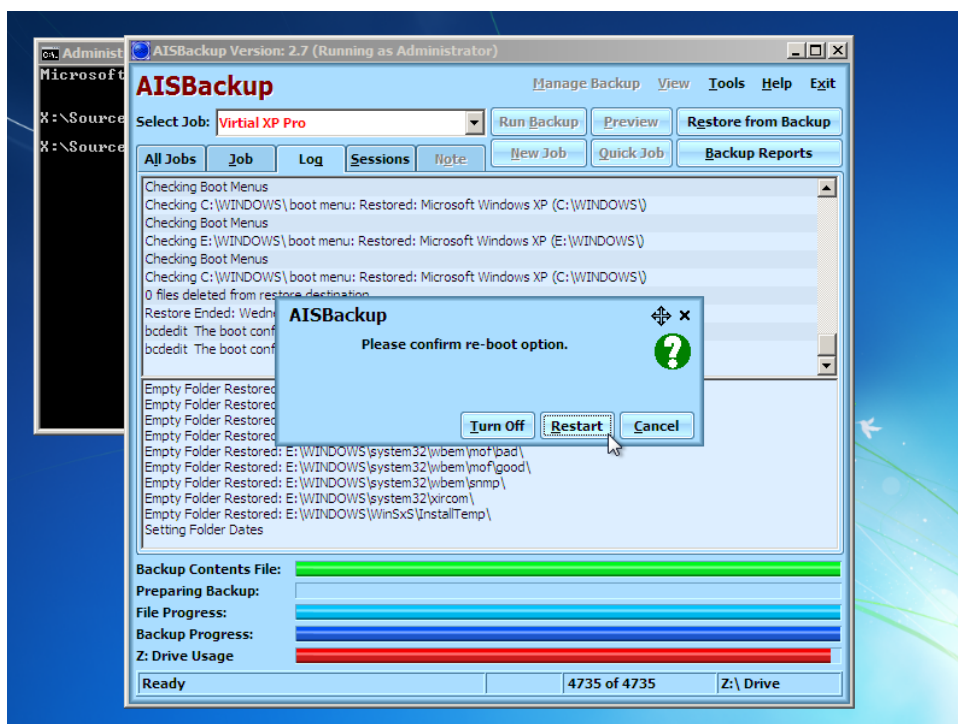 Administ
Microsoft
X:\Source
X:\Source
AISBackup Version: 2.7 (Running as Administrator)
AISBackup
Manage Backup View Tools Help Exit
Select Job: Virtial XP Pro
Run Backup Preview Restore from Backup
New Job Quick Job Backup Reports
All Jobs Job Log Sessions Note
Checking Boot Menus
Checking C:\WINDOWS\ boot menu: Restored: Microsoft Windows XP (C:\WINDOWS\)
Checking Boot Menus
Checking E:\WINDOWS\ boot menu: Restored: Microsoft Windows XP (E:\WINDOWS\)
Checking Boot Menus
Checking C:\WINDOWS\ boot menu: Restored: Microsoft Windows XP (C:\WINDOWS\)
0 files deleted from restore destination
Restore Ended: Wedn
bcdedit The boot conf
bcdedit The boot conf
AISBackup
Please confirm re-boot option.
Turn Off Restart Cancel
Empty Folder Restored
Empty Folder Restored
Empty Folder Restored
Empty Folder Restored
Empty Folder Restored: E:\WINDOWS\system32\wbem\mof\bad\
Empty Folder Restored: E:\WINDOWS\system32\wbem\mof\good\
Empty Folder Restored: E:\WINDOWS\system32\wbem\snmp\
Empty Folder Restored: E:\WINDOWS\system32\xircom\
Empty Folder Restored: E:\WINDOWS\WinSxS\InstallTemp\
Setting Folder Dates
Backup Contents File:
Preparing Backup:
File Progress:
Backup Progress:
Z: Drive Usage
Ready 4735 of 4735 Z:\ Drive